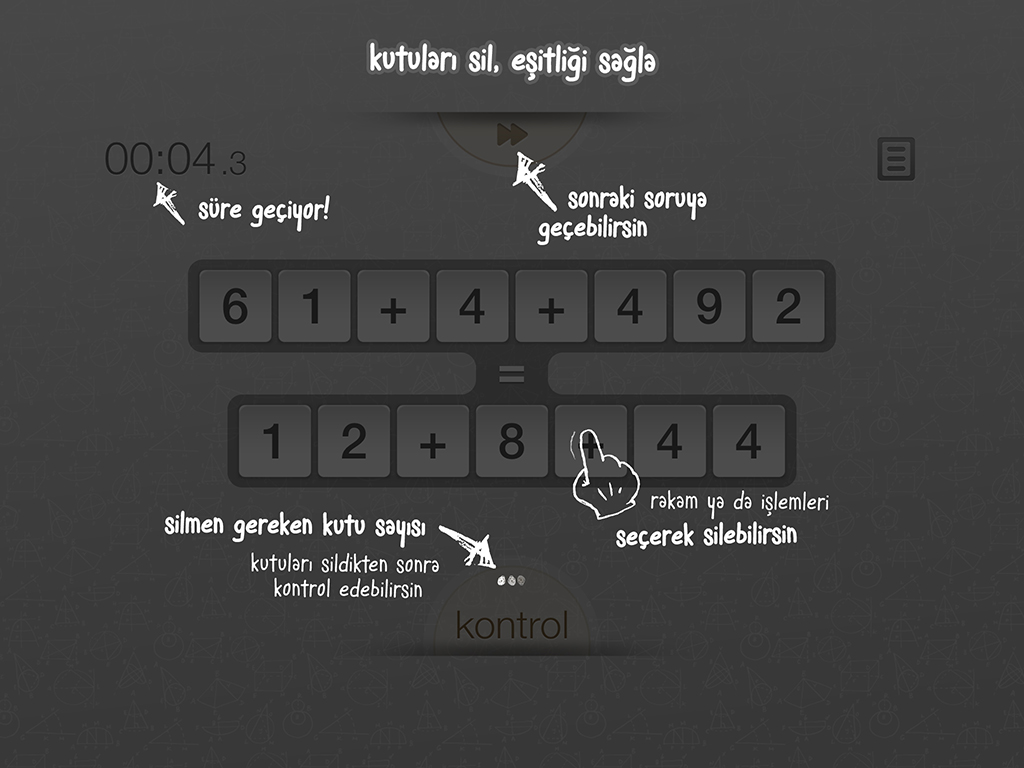 kutuları sil, eşitliği sağla
00:04.3
süre geçiyor!
sonraki soruya
geçebilirsin
6 1 + 4 + 4 9 2
=
1 2 + 8 + 4 4
rakam ya da işlemleri
seçerek silebilirsin
silmen gereken kutu sayısı
kutuları sildikten sonra
kontrol edebilirsin
kontrol